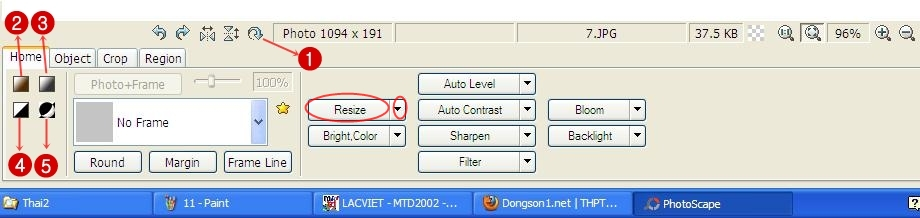 2 3
Photo 1094 x 191 7.JPG 37.5 KB 96%
1
Home Object Crop Region
Photo+Frame 100% Auto Level
No Frame Resize Auto Contrast Bloom
Bright,Color Sharpen Backlight
4 5
Round Margin Frame Line Filter
Thai2 11 - Paint LACVIET - MTD2002 -... Dongson1.net | THPT... PhotoScape